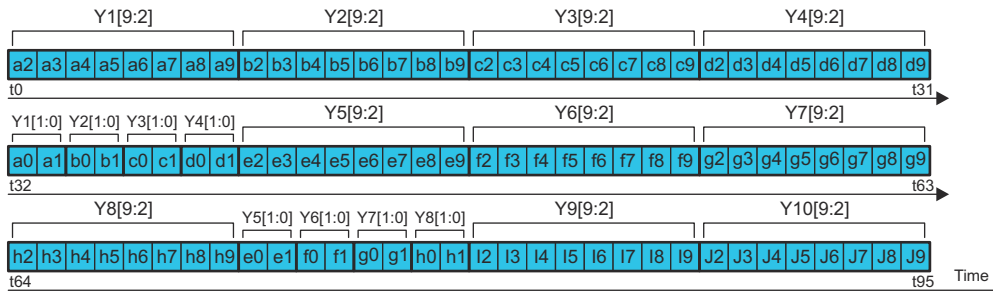 Y1[9:2] Y2[9:2] Y3[9:2] Y4[9:2]
a2 a3 a4 a5 a6 a7 a8 a9 b2 b3 b4 b5 b6 b7 b8 b9 c2 c3 c4 c5 c6 c7 c8 c9 d2 d3 d4 d5 d6 d7 d8 d9
t0 t31
Y1[1:0] Y2[1:0] Y3[1:0] Y4[1:0] Y5[9:2] Y6[9:2] Y7[9:2]
a0 a1 b0 b1 c0 c1 d0 d1 e2 e3 e4 e5 e6 e7 e8 e9 f2 f3 f4 f5 f6 f7 f8 f9 g2 g3 g4 g5 g6 g7 g8 g9
t32 t63
Y8[9:2] Y5[1:0] Y6[1:0] Y7[1:0] Y8[1:0] Y9[9:2] Y10[9:2]
h2 h3 h4 h5 h6 h7 h8 h9 e0 e1 f0 f1 g0 g1 h0 h1 I2 I3 I4 I5 I6 I7 I8 I9 J2 J3 J4 J5 J6 J7 J8 J9
t64 t95 Time